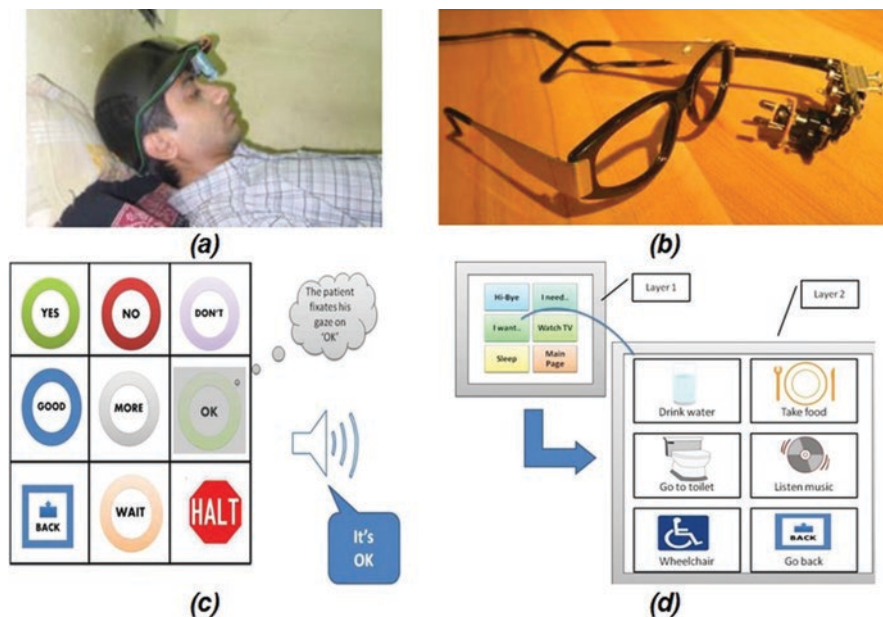 (a)
(b)
YES
NO
DON'T
The patient
fixates his
gaze on
'OK'
GOOD
MORE
OK
BACK
WAIT
HALT
It's
OK
(c)
Layer 1
Layer 2
Hi-Bye
I need..
I want..
Watch TV
Sleep
Main
Page
Drink water
Take food
Go to toilet
Listen music
Wheelchair
BACK
Go back
(d)